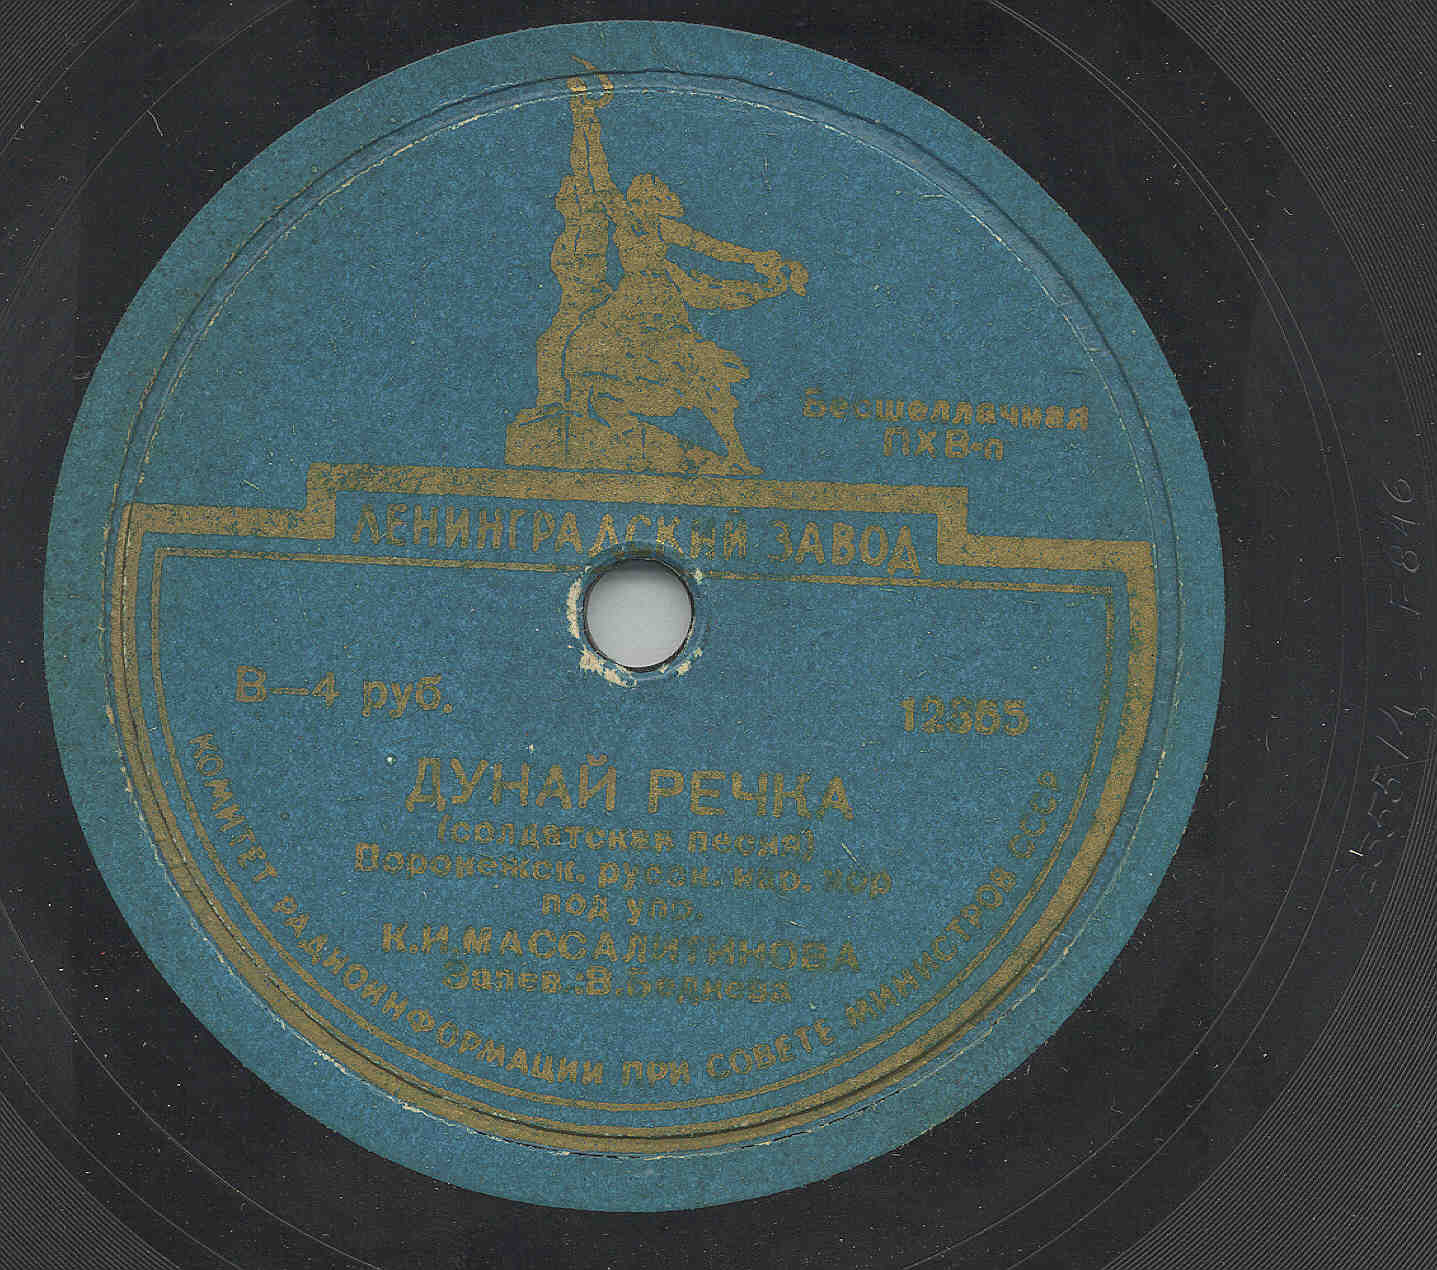 Бесшеллачная
ПХВ-п
ЛЕНИНГРАДСКИЙ ЗАВОД
В—4 руб.
12365
ДУНАЙ РЕЧКА
(солдатская песня)
Воронежск. русск. нар. хор
под упр.
К.И.МАССАЛИТИНОВА
Запев.:В.Беднева
КОМИТЕТ РАДИОИНФОРМАЦИИ ПРИ СОВЕТЕ МИНИСТРОВ СССР